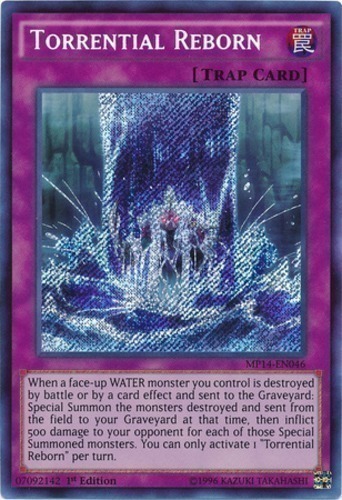 TORRENTIAL REBORN
TRAP
罠
[TRAP CARD]
MP14-EN046
When a face-up WATER monster you control is destroyed
by battle or by a card effect and sent to the Graveyard:
Special Summon the monsters destroyed and sent from
the field to your Graveyard at that time, then inflict
500 damage to your opponent for each of those Special
Summoned monsters. You can only activate 1 "Torrential
Reborn" per turn.
07092142 1st Edition ©1996 KAZUKI TAKAHASHI